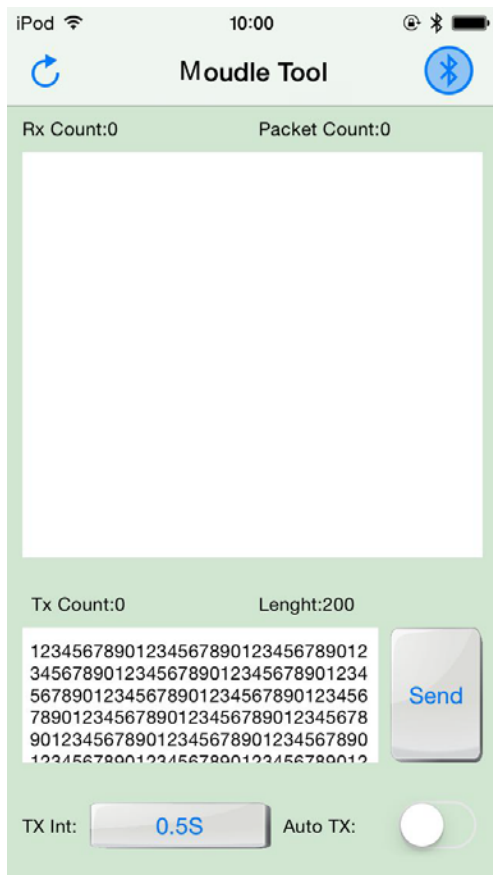 iPod 10:00
Moudle Tool
Rx Count:0 Packet Count:0
Tx Count:0 Lenght:200
12345678901234567890123456789012
34567890123456789012345678901234
56789012345678901234567890123456
78901234567890123456789012345678
90123456789012345678901234567890
12345678901234567890123456789012
Send
TX Int: 0.5S Auto TX: